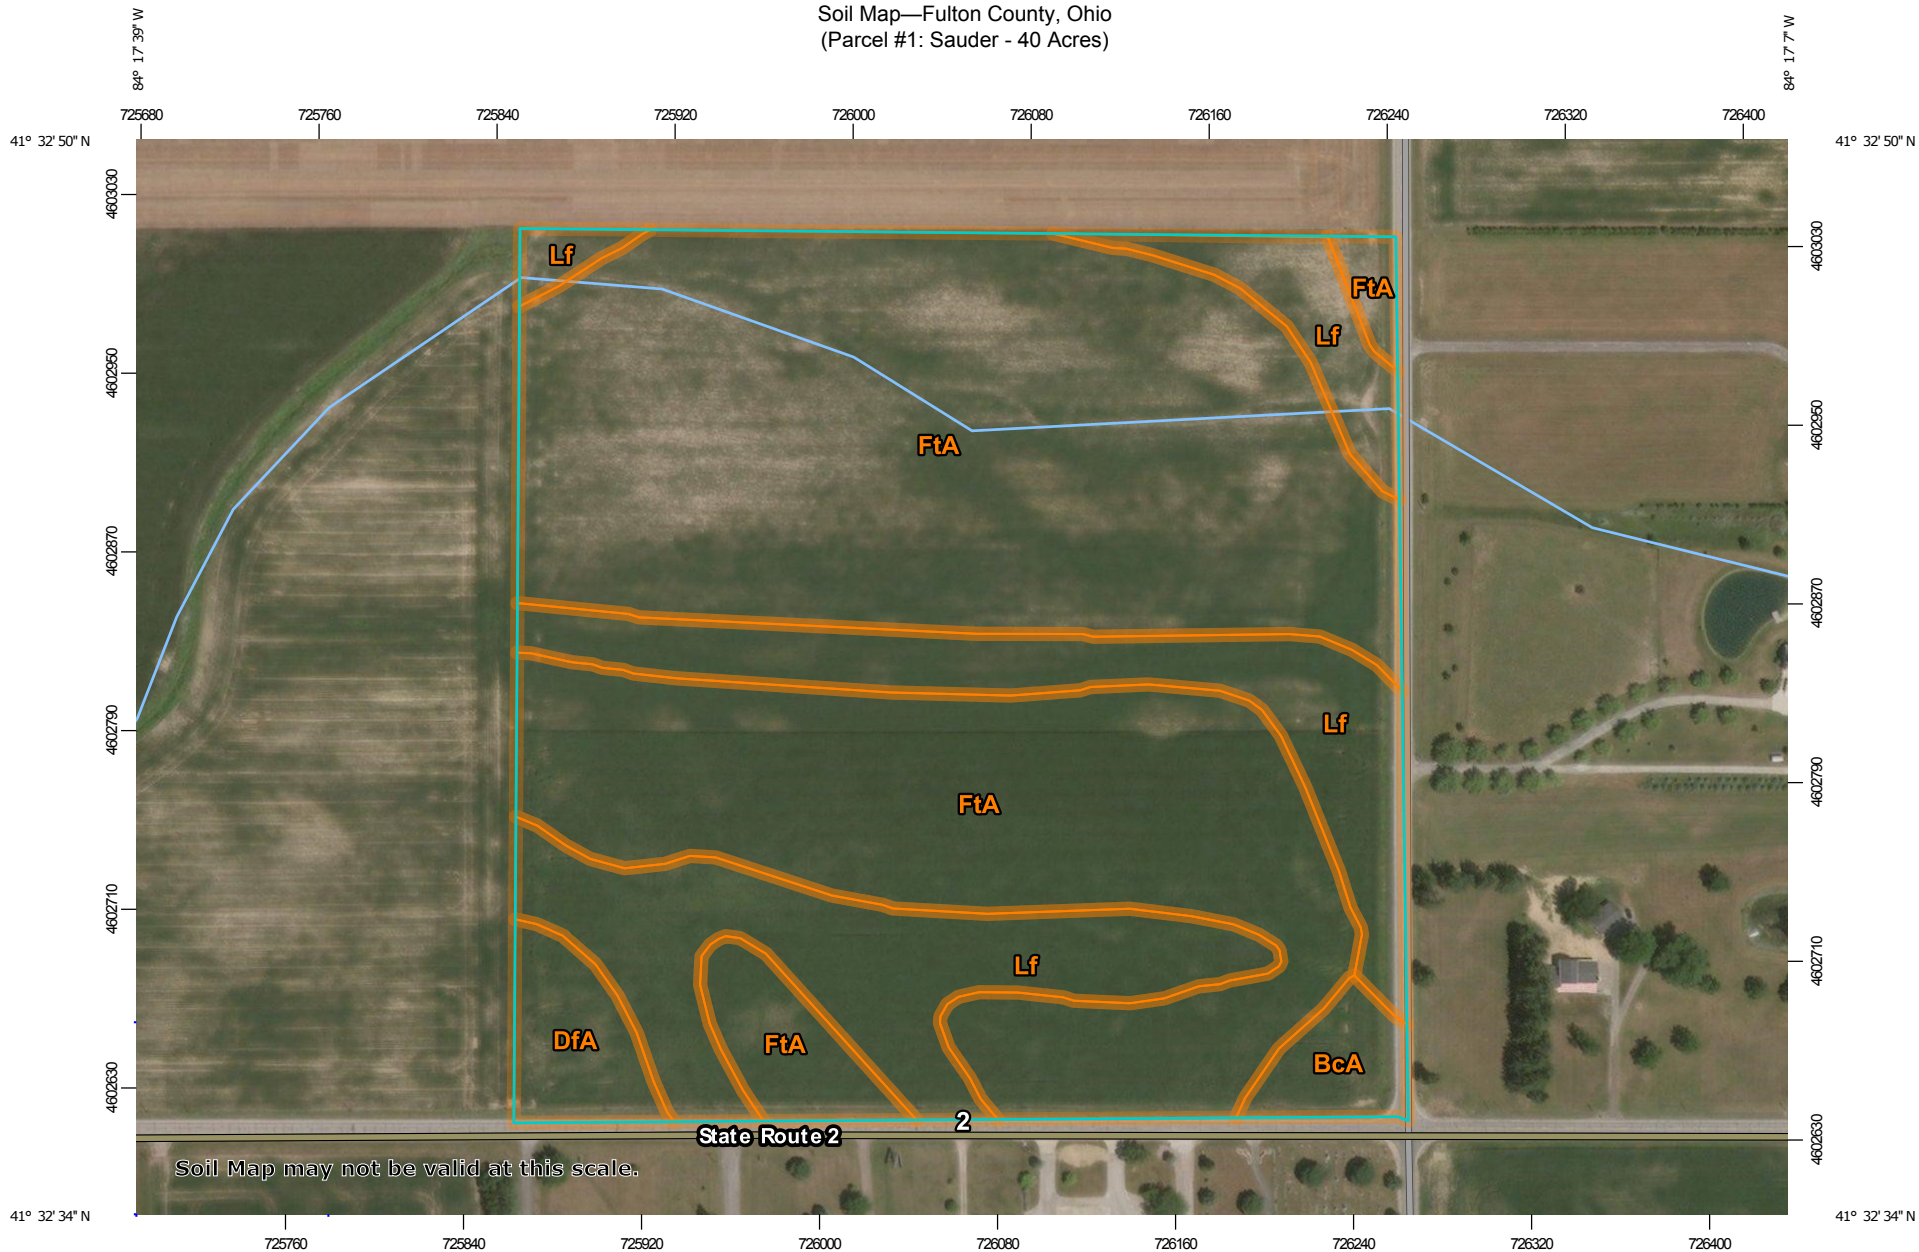 Soil Map—Fulton County, Ohio
(Parcel #1: Sauder - 40 Acres)
84° 17' 39" W
84° 17' 7" W
725680 725760 725840 725920 726000 726080 726160 726240 726320 726400
41° 32' 50" N
41° 32' 50" N
4603030
4603030
Lf
FtA
Lf
4602950
4602950
FtA
4602870
4602870
Lf
4602790
4602790
FtA
4602710
4602710
Lf
DfA
FtA
BcA
4602630
4602630
2
State Route 2
Soil Map may not be valid at this scale.
41° 32' 34" N
41° 32' 34" N
725760 725840 725920 726000 726080 726160 726240 726320 726400